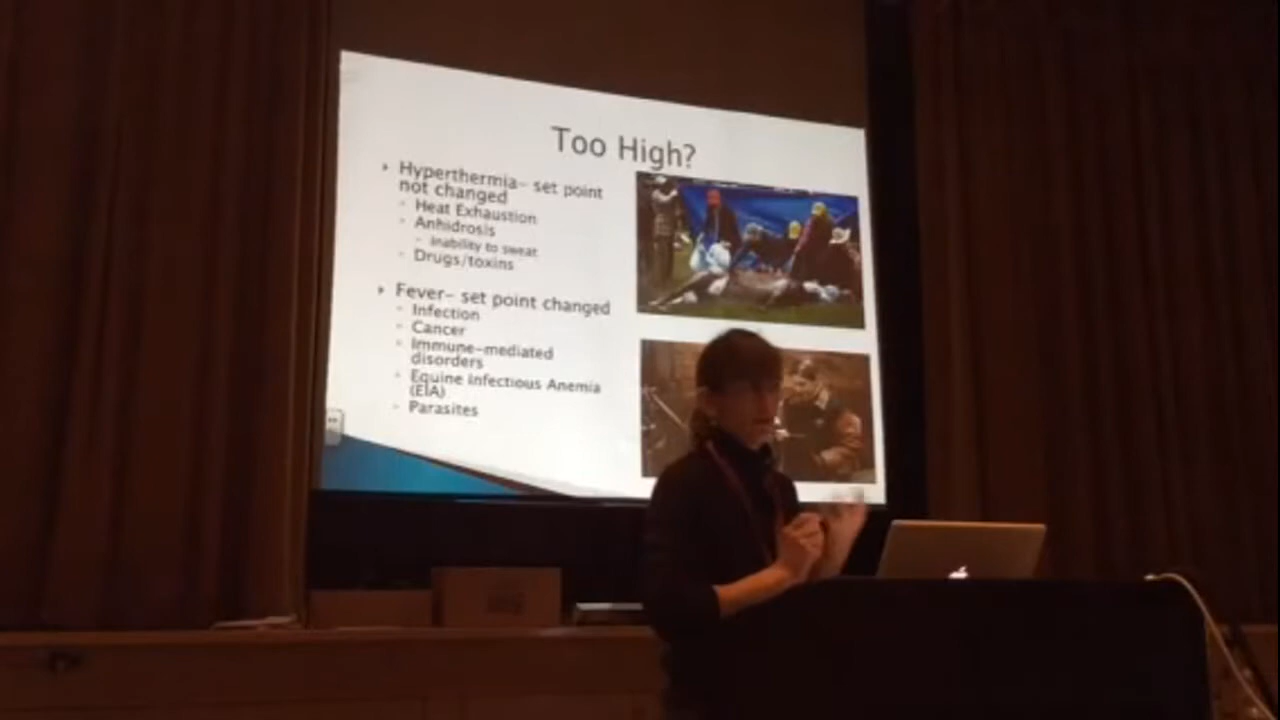 Too High?
Hyperthermia- set point
not changed
Heat Exhaustion
Anhidrosis
Inability to sweat
Drugs/toxins
Fever- set point changed
Infection
Cancer
Immune-mediated
disorders
Equine Infectious Anemia
(EIA)
Parasites